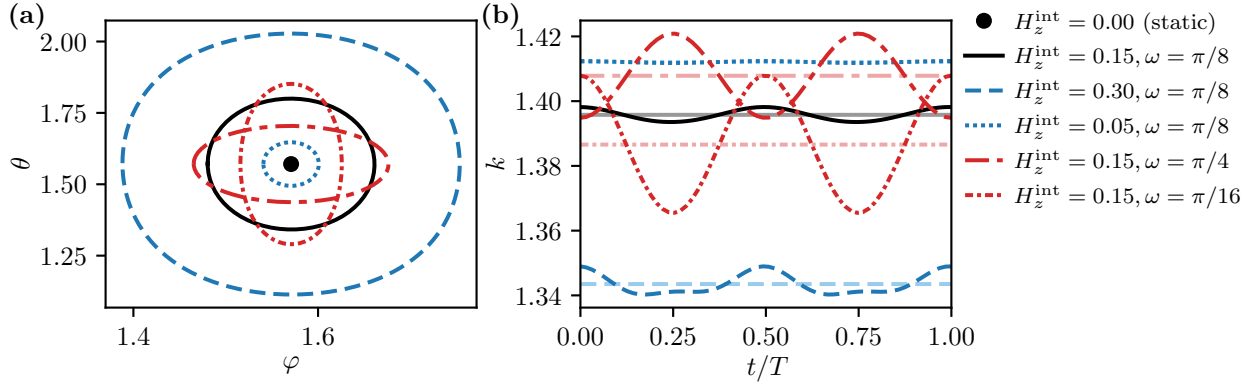 (a)
2.00
1.75
1.50
1.25
θ
1.4
1.6
φ
(b)
1.42
1.40
1.38
1.36
1.34
k
0.00
0.25
0.50
0.75
1.00
t/T
H_z^int = 0.00 (static)
H_z^int = 0.15, ω = π/8
H_z^int = 0.30, ω = π/8
H_z^int = 0.05, ω = π/8
H_z^int = 0.15, ω = π/4
H_z^int = 0.15, ω = π/16